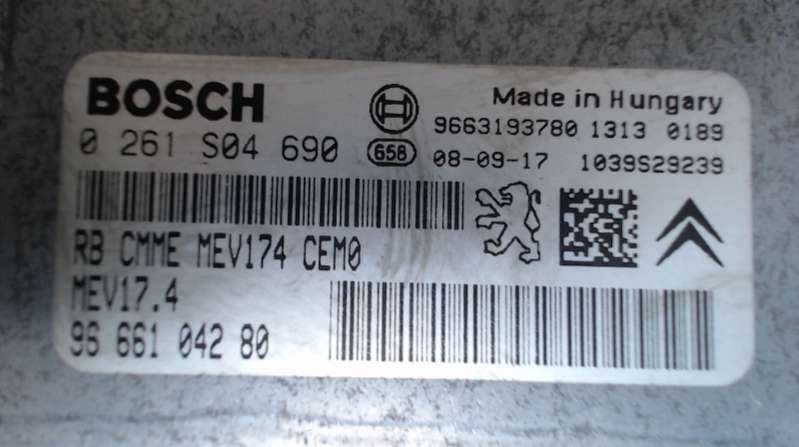 BOSCH
Made in Hungary
9663193780 1313 0189
0 261 S04 690
658
08-09-17 1039S29239
RB CMME MEV174 CEM0
MEV17.4
96 661 042 80